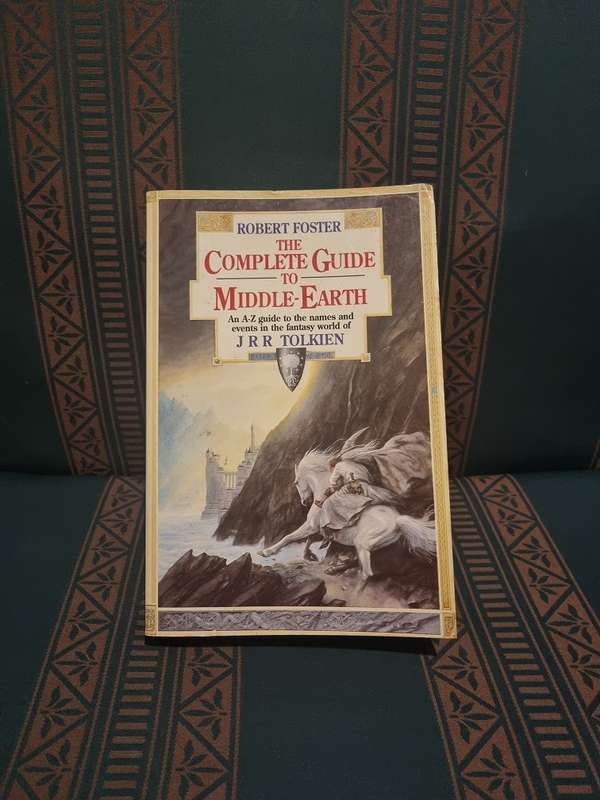 ROBERT FOSTER
THE
COMPLETE GUIDE
TO
MIDDLE-EARTH
An A-Z guide to the names and
events in the fantasy world of
J R R TOLKIEN